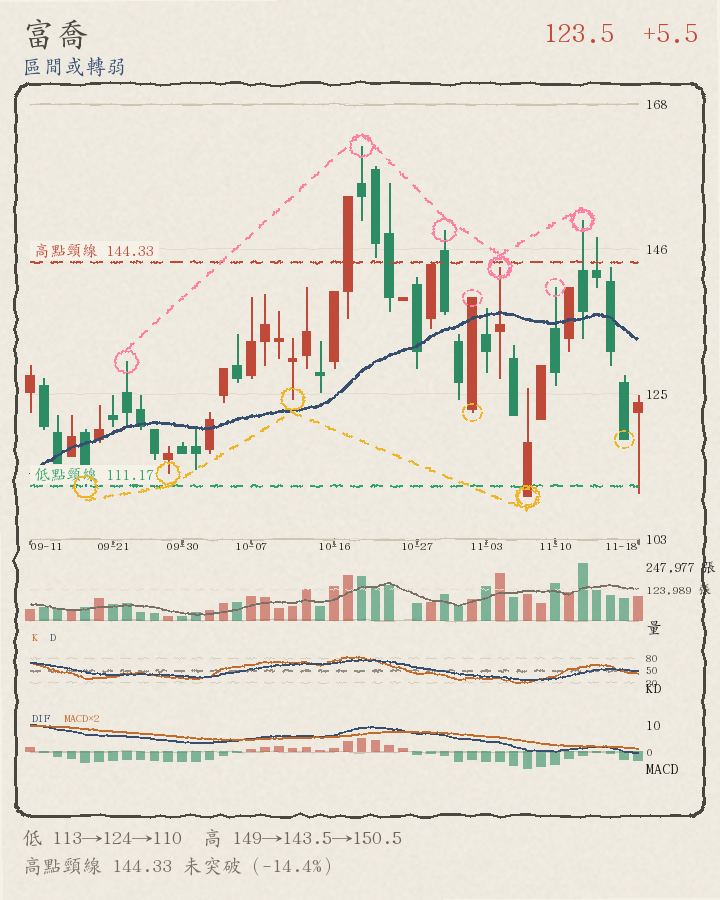 富喬 123.5 +5.5
區間或轉弱
168
高點頸線 144.33
146
125
低點頸線 111.17
103
09-11 09-21 09-30 10-07 10-16 10-27 11-03 11-10 11-18
247,977 張
123,989 張
量
K D
80
50
20
KD
DIF MACD×2
10
0
MACD
低 113→124→110 高 149→143.5→150.5
高點頸線 144.33 未突破 (-14.4%)